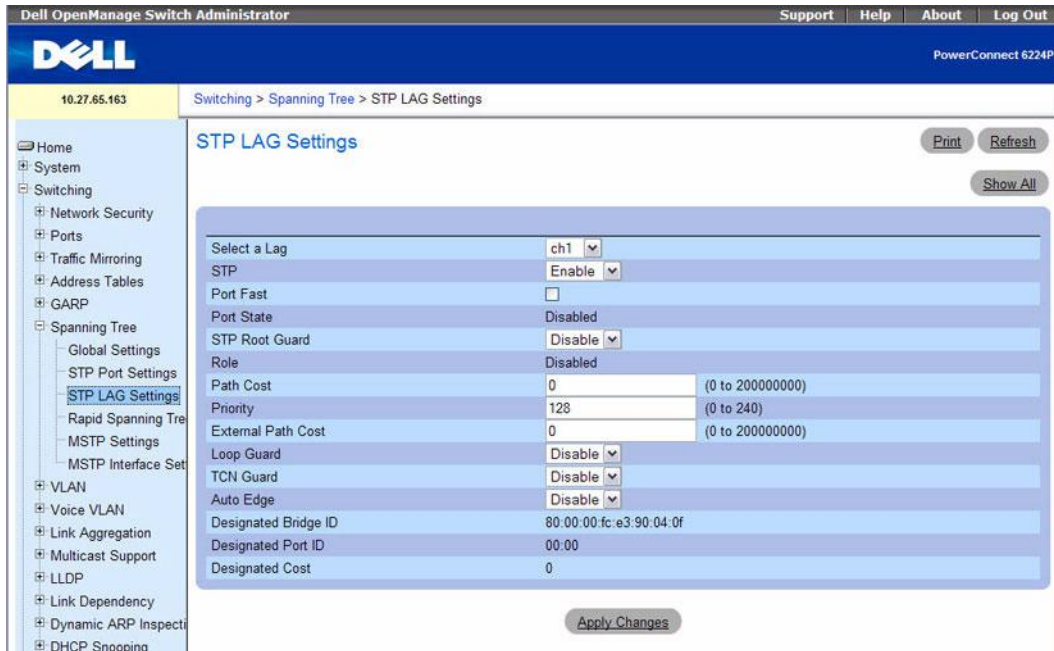 Dell OpenManage Switch Administrator
Support Help About Log Out
DELL
PowerConnect 6224P
10.27.65.163
Switching > Spanning Tree > STP LAG Settings
Home
System
Switching
Network Security
Ports
Traffic Mirroring
Address Tables
GARP
Spanning Tree
Global Settings
STP Port Settings
STP LAG Settings
Rapid Spanning Tre
MSTP Settings
MSTP Interface Set
VLAN
Voice VLAN
Link Aggregation
Multicast Support
LLDP
Link Dependency
Dynamic ARP Inspecti
DHCP Snooping
STP LAG Settings
Print Refresh
Show All
Select a Lag ch1
STP Enable
Port Fast
Port State Disabled
STP Root Guard Disable
Role Disabled
Path Cost 0 (0 to 200000000)
Priority 128 (0 to 240)
External Path Cost 0 (0 to 200000000)
Loop Guard Disable
TCN Guard Disable
Auto Edge Disable
Designated Bridge ID 80:00:00:fc:e3:90:04:0f
Designated Port ID 00:00
Designated Cost 0
Apply Changes